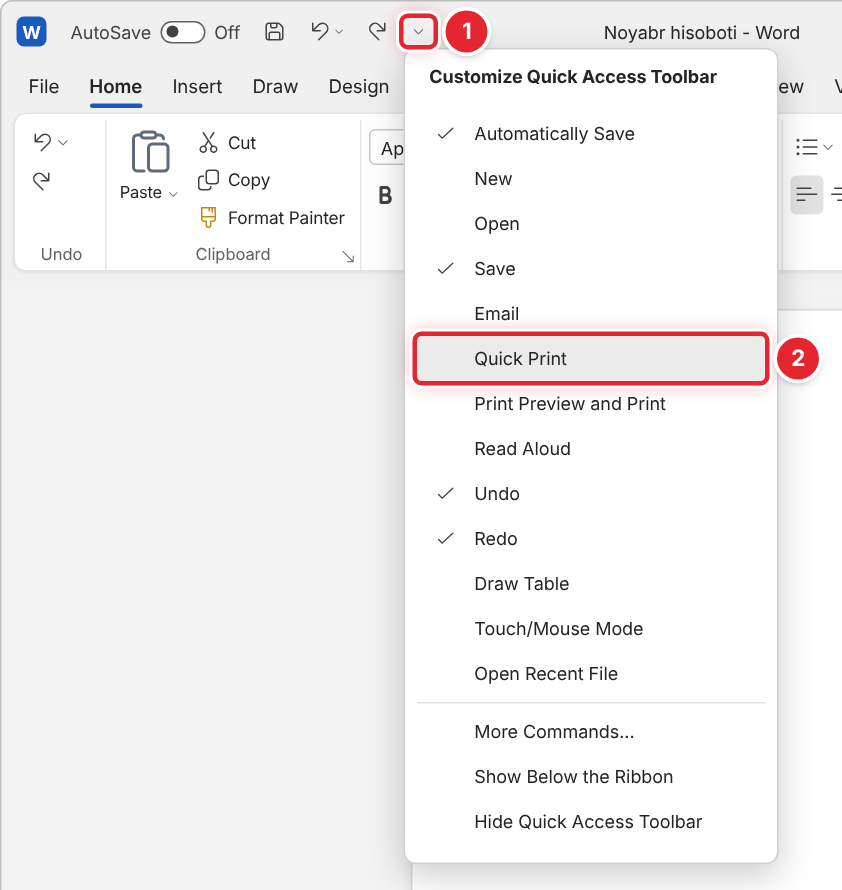 W AutoSave Off Noyabr hisoboti - Word
1
File Home Insert Draw Design
Customize Quick Access Toolbar
Automatically Save
New
Open
Save
Email
Quick Print
2
Print Preview and Print
Read Aloud
Undo
Redo
Draw Table
Touch/Mouse Mode
Open Recent File
More Commands...
Show Below the Ribbon
Hide Quick Access Toolbar
Paste
Cut
Copy
Format Painter
B
Undo
Clipboard